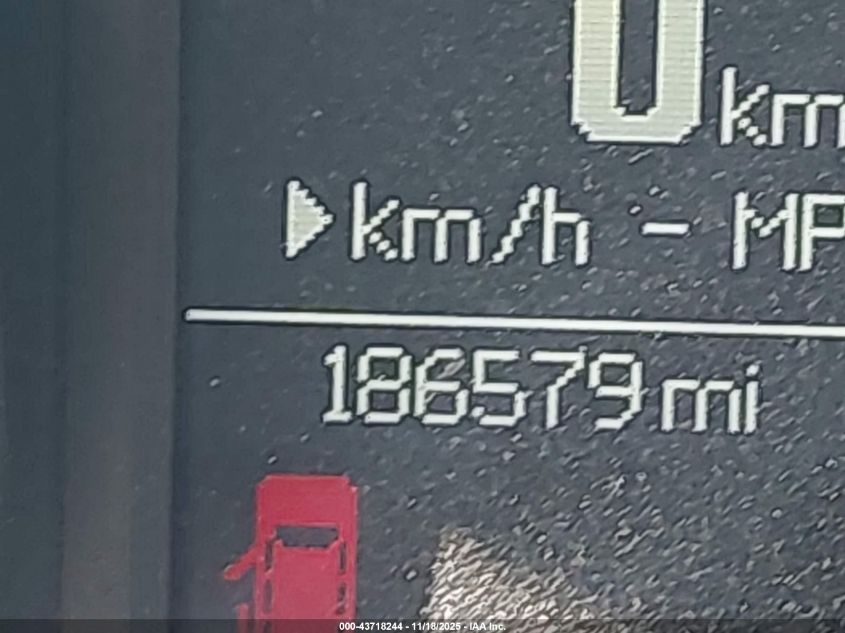 0 km
▶km/h - MP
186579 mi
000-43718244 - 11/18/2025 - IAA Inc.